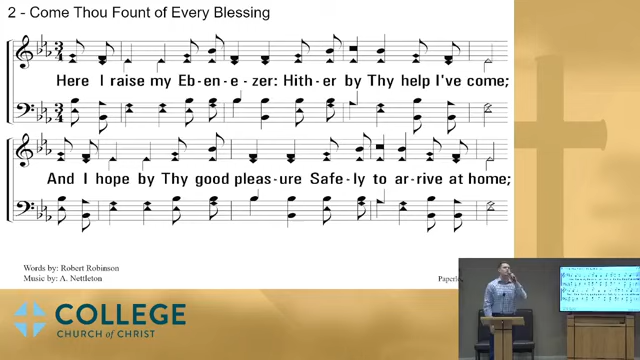 2 - Come Thou Fount of Every Blessing
Here I raise my Eb-en-e-zer: Hith-er by Thy help I've come;
And I hope by Thy good pleas-ure Safe-ly to ar-rive at home;
Words by: Robert Robinson
Music by: A. Nettleton
COLLEGE
CHURCH of CHRIST